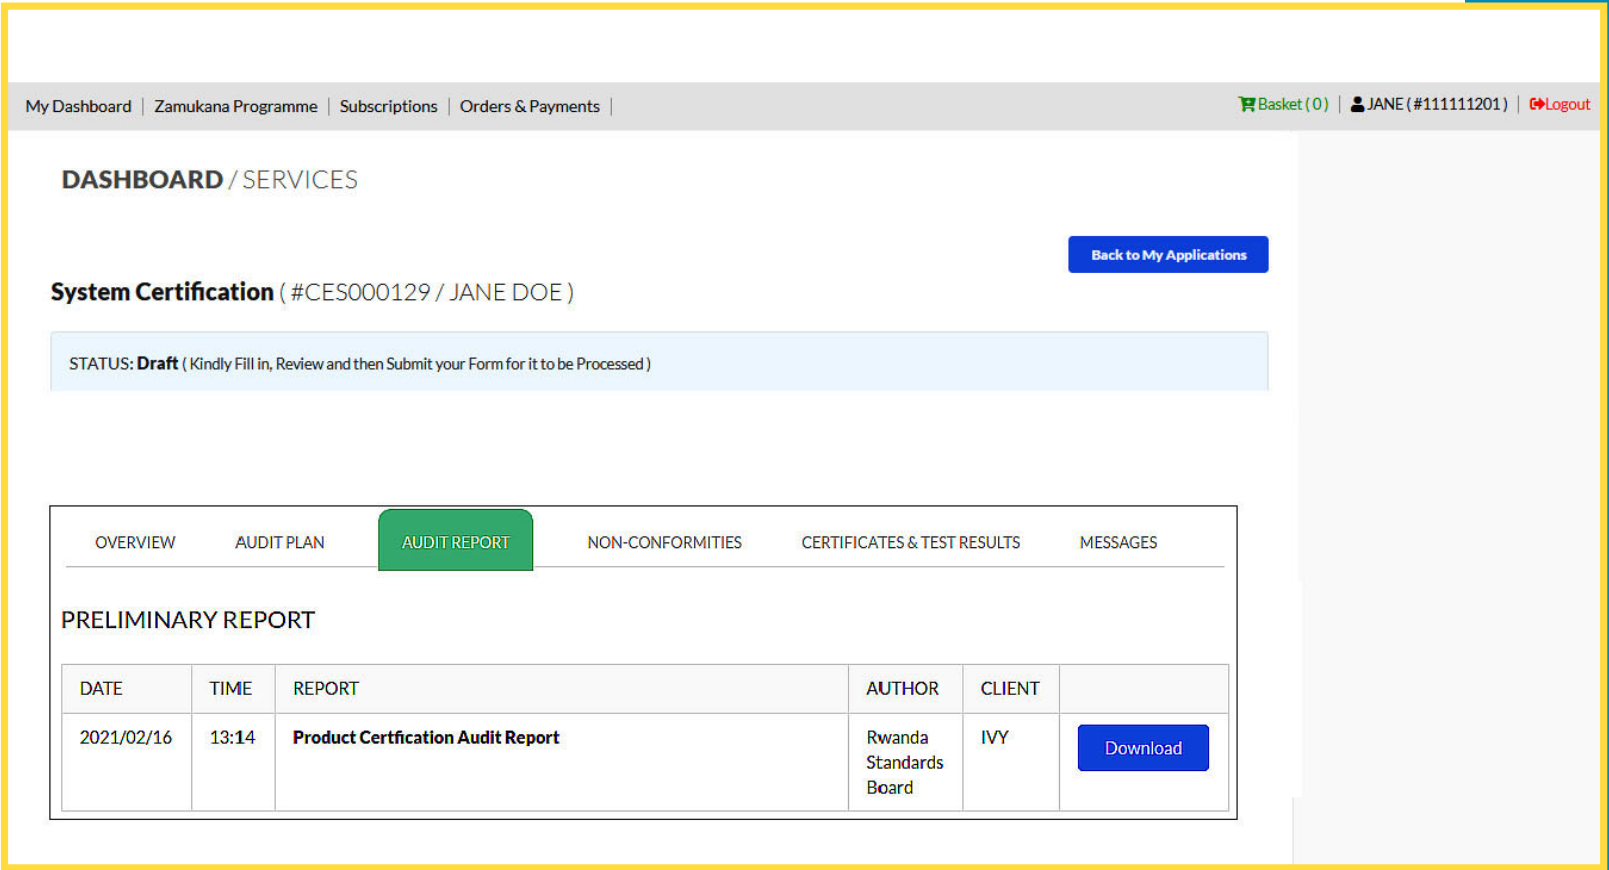 My Dashboard | Zamukana Programme | Subscriptions | Orders & Payments |
Basket ( 0 ) | JANE ( #111111201 ) | Logout
DASHBOARD / SERVICES
Back to My Applications
System Certification ( #CES000129 / JANE DOE )
STATUS: Draft ( Kindly Fill in, Review and then Submit your Form for it to be Processed )
OVERVIEW AUDIT PLAN AUDIT REPORT NON-CONFORMITIES CERTIFICATES & TEST RESULTS MESSAGES
PRELIMINARY REPORT
DATE TIME REPORT AUTHOR CLIENT
2021/02/16 13:14 Product Certfication Audit Report Rwanda IVY
Standards
Board
Download